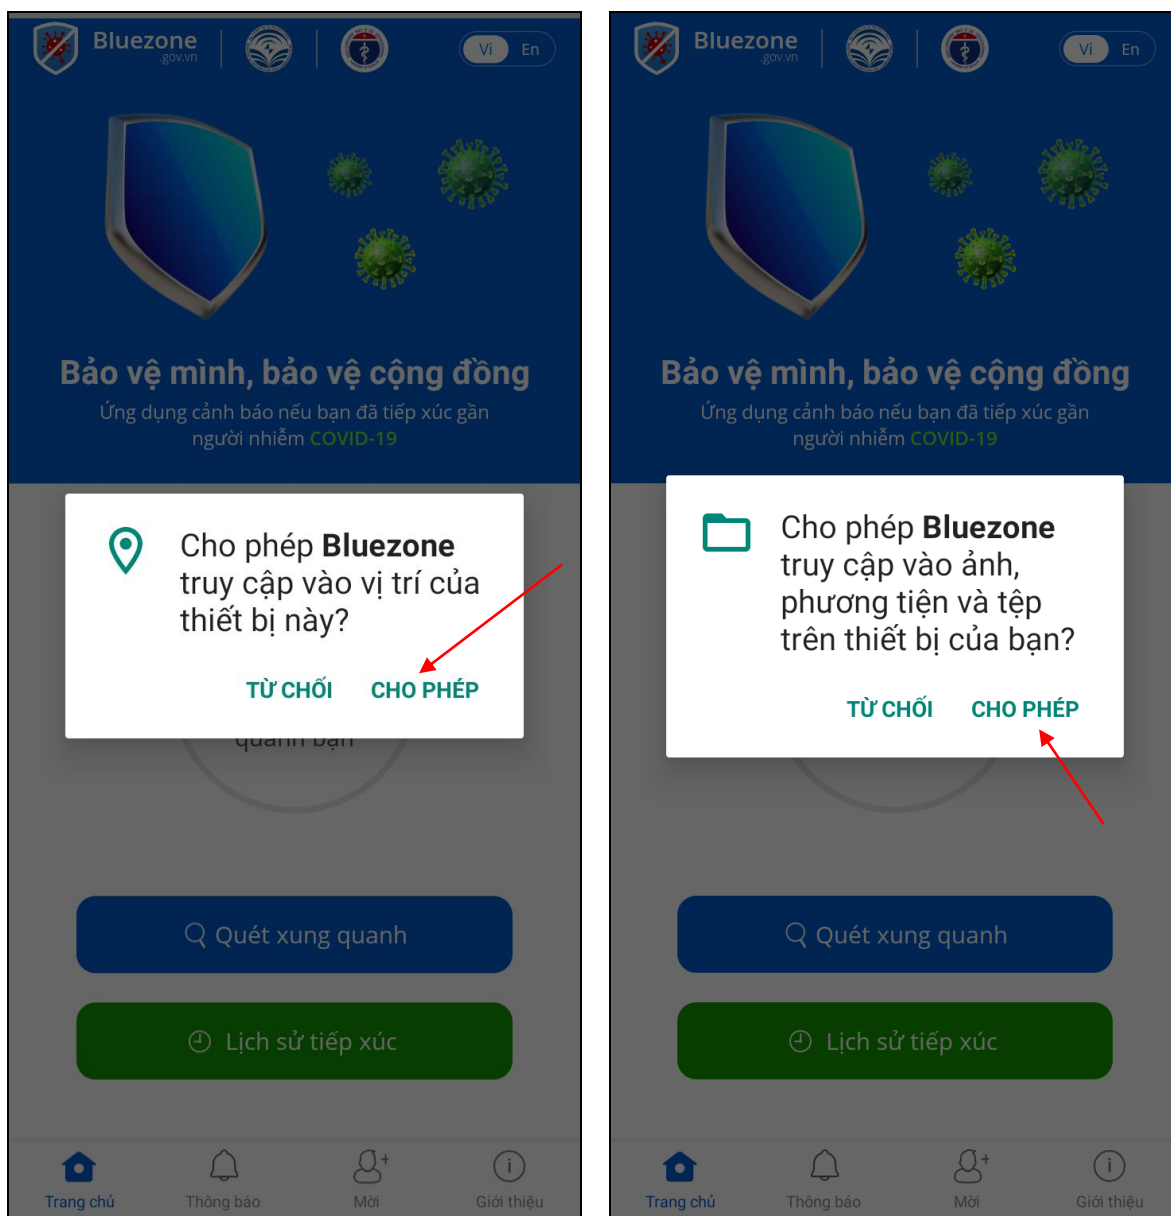 Bluezone
.gov.vn
Vi En
Bảo vệ mình, bảo vệ cộng đồng
Ứng dụng cảnh báo nếu bạn đã tiếp xúc gần
người nhiễm COVID-19
Cho phép Bluezone
truy cập vào vị trí của
thiết bị này?
TỪ CHỐI CHO PHÉP
quanh bạn
Quét xung quanh
Lịch sử tiếp xúc
Trang chủ Thông báo Mời Giới thiệu
Bluezone
.gov.vn
Vi En
Bảo vệ mình, bảo vệ cộng đồng
Ứng dụng cảnh báo nếu bạn đã tiếp xúc gần
người nhiễm COVID-19
Cho phép Bluezone
truy cập vào ảnh,
phương tiện và tệp
trên thiết bị của bạn?
TỪ CHỐI CHO PHÉP
Quét xung quanh
Lịch sử tiếp xúc
Trang chủ Thông báo Mời Giới thiệu